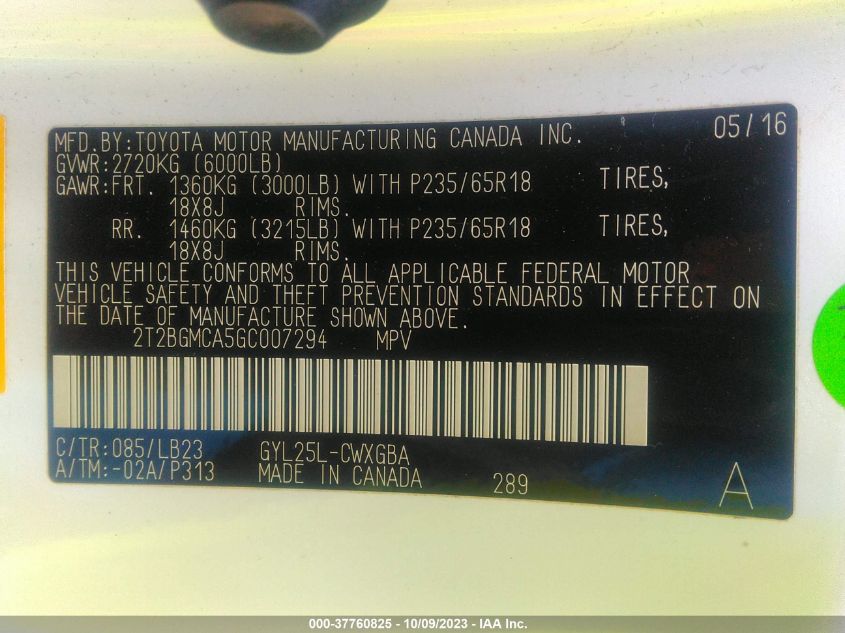 MFD.BY:TOYOTA MOTOR MANUFACTURING CANADA INC. 05/16
GVWR:2720KG (6000LB)
GAWR:FRT. 1360KG (3000LB) WITH P235/65R18 TIRES,
18X8J RIMS.
RR. 1460KG (3215LB) WITH P235/65R18 TIRES,
18X8J RIMS.
THIS VEHICLE CONFORMS TO ALL APPLICABLE FEDERAL MOTOR
VEHICLE SAFETY AND THEFT PREVENTION STANDARDS IN EFFECT ON
THE DATE OF MANUFACTURE SHOWN ABOVE.
2T2BGMCA5GC007294 MPV
C/TR:085/LB23 GYL25L-CWXGBA
A/TM:-02A/P313 MADE IN CANADA 289 A
000-37760825 - 10/09/2023 - IAA Inc.